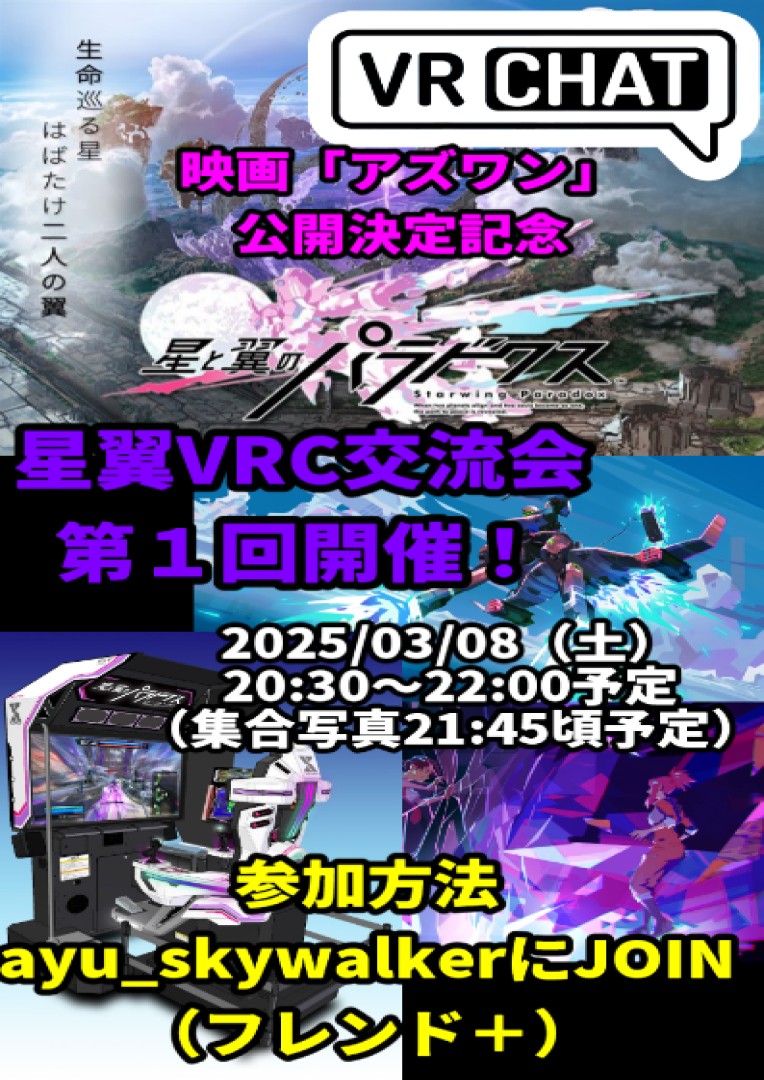 生命巡る星
はばたけ二人の翼
VR CHAT
映画「アズワン」
公開決定記念
星と翼のパラドクス
Starwing Paradox
星翼VRC交流会
第１回開催！
2025/03/08（土）
20:30～22:00予定
（集合写真21:45頃予定）
参加方法
ayu_skywalkerにJOIN
（フレンド＋）